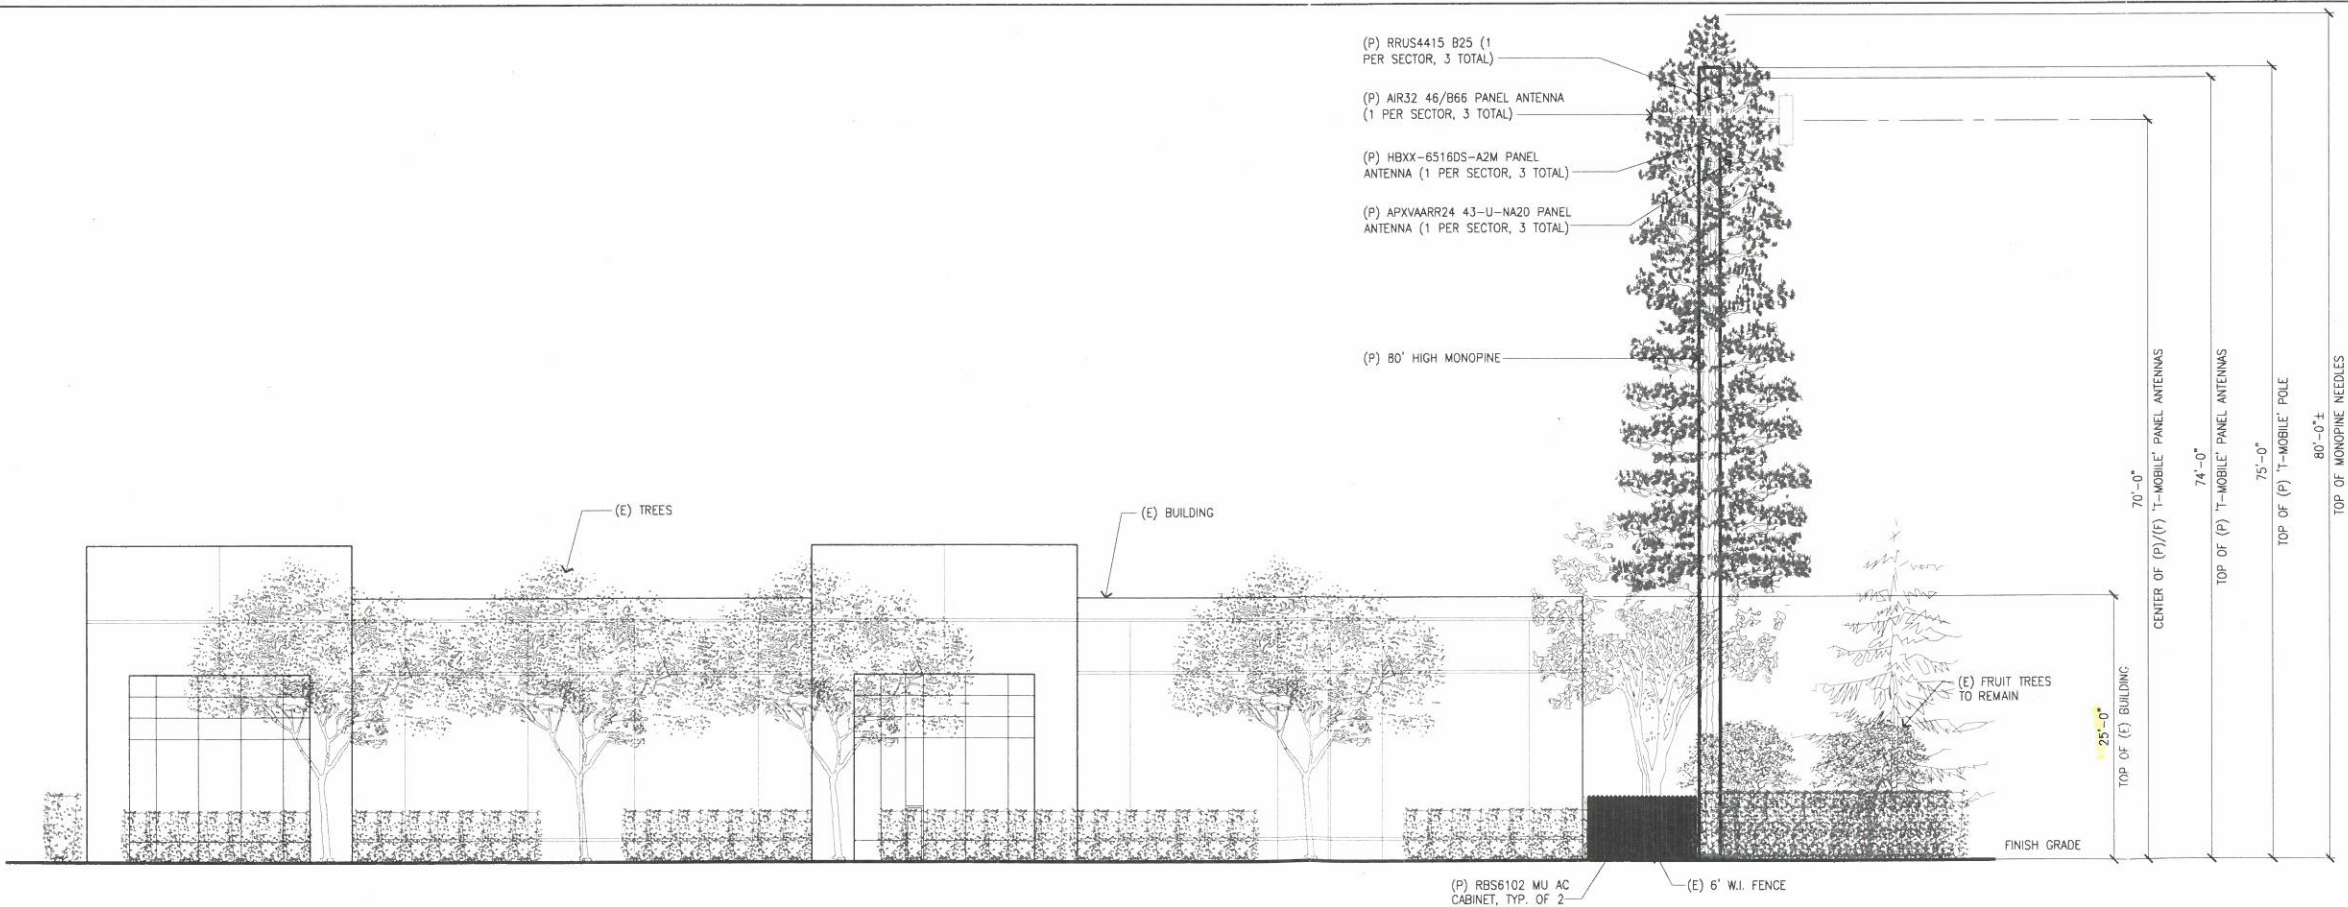 (P) RRUS4415 B25 (1
PER SECTOR, 3 TOTAL)
(P) AIR32 46/B66 PANEL ANTENNA
(1 PER SECTOR, 3 TOTAL)
(P) HBXX-6516DS-A2M PANEL
ANTENNA (1 PER SECTOR, 3 TOTAL)
(P) APXVAARR24 43-U-NA20 PANEL
ANTENNA (1 PER SECTOR, 3 TOTAL)
(P) 80' HIGH MONOPINE
(E) TREES
(E) BUILDING
(E) FRUIT TREES
TO REMAIN
FINISH GRADE
(P) RBS6102 MU AC
CABINET, TYP. OF 2
(E) 6' W.I. FENCE
25'-0"
TOP OF (E) BUILDING
70'-0"
CENTER OF (P)/(F) 'T-MOBILE' PANEL ANTENNAS
74'-0"
TOP OF (P) 'T-MOBILE' PANEL ANTENNAS
75'-0"
TOP OF (P) 'T-MOBILE' POLE
80'-0"±
TOP OF MONOPINE NEEDLES